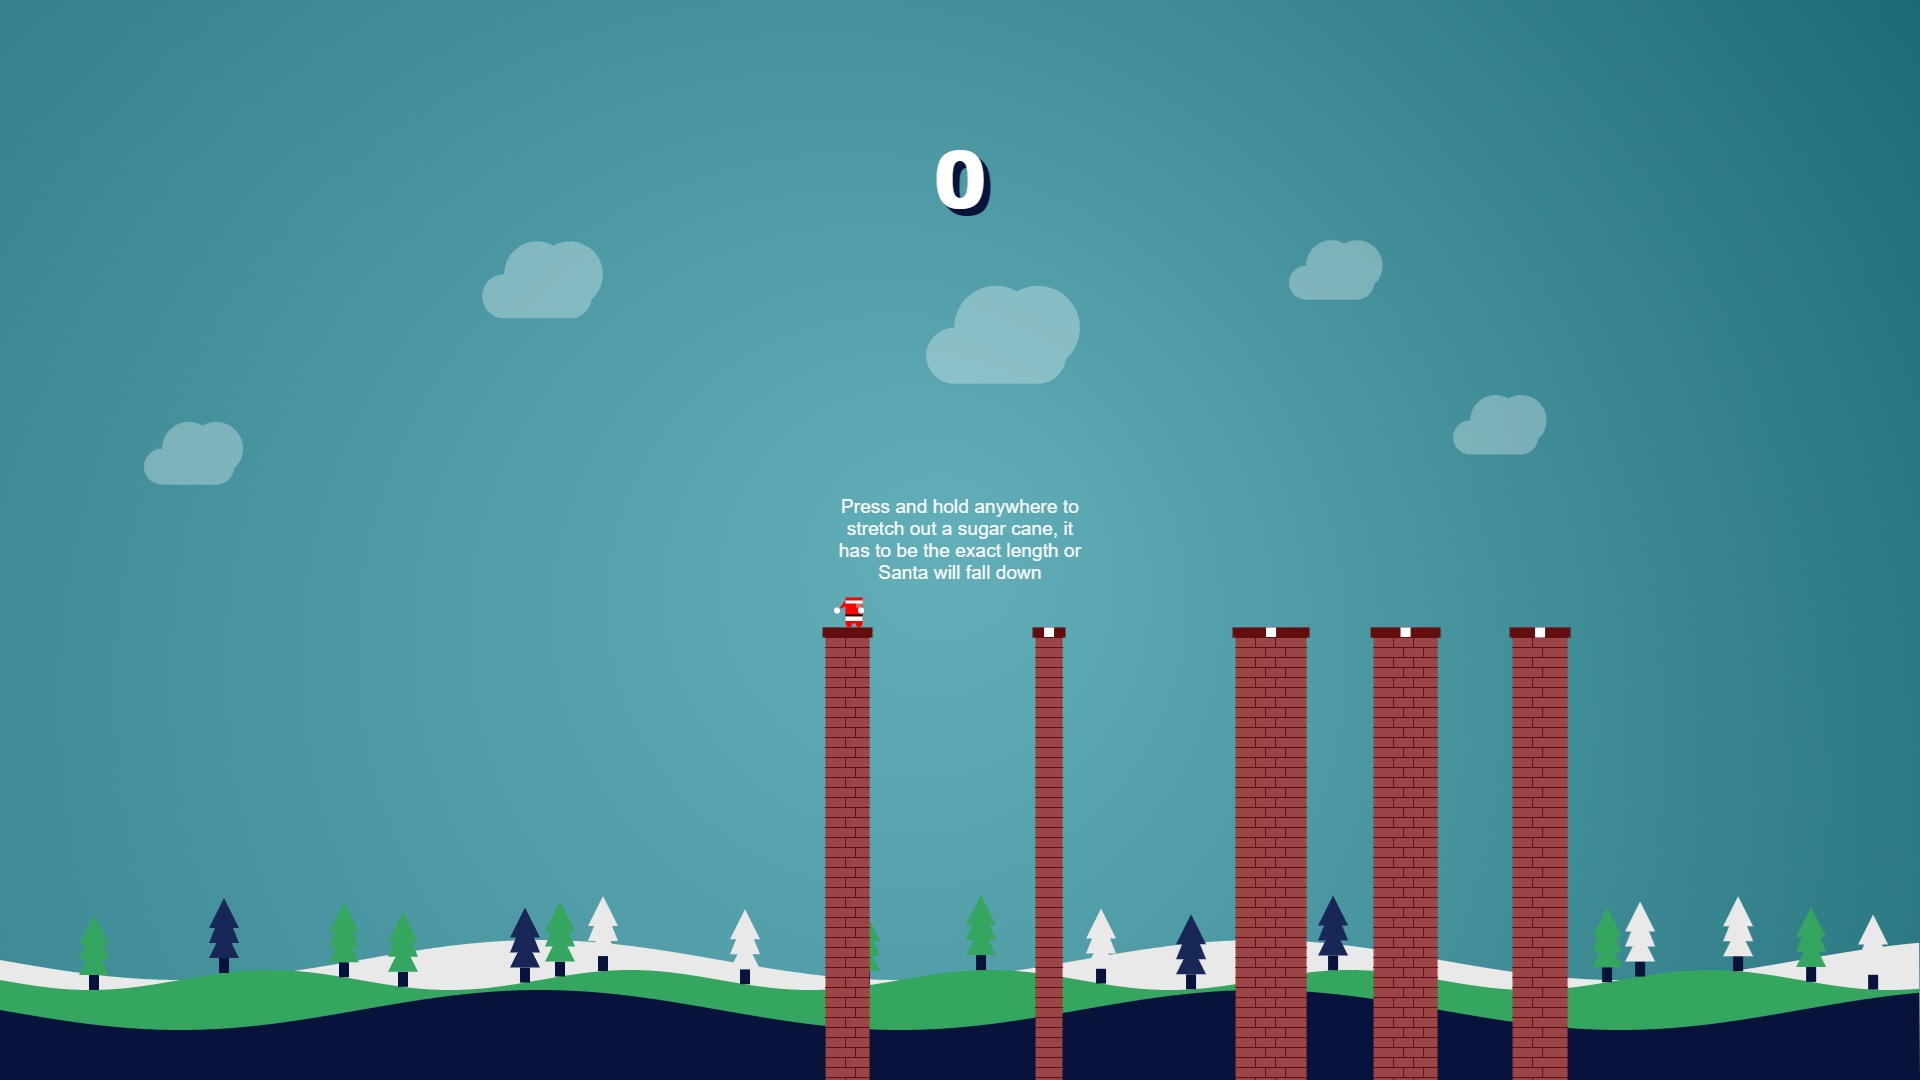 0
Press and hold anywhere to
stretch out a sugar cane, it
has to be the exact length or
Santa will fall down